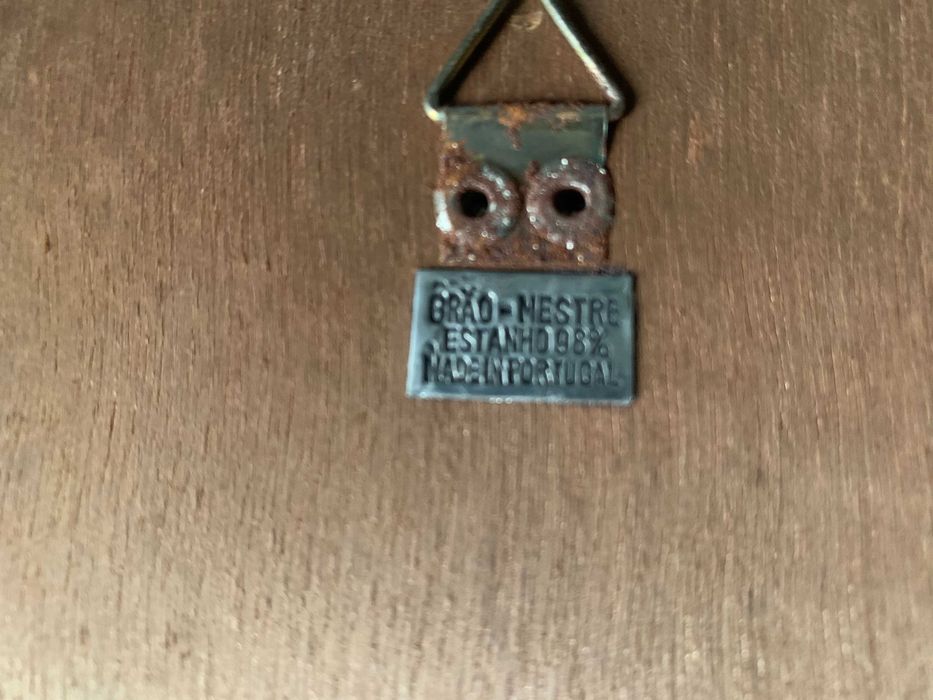 GRÃO-MESTRE
ESTANHO 98%
MADE IN PORTUGAL